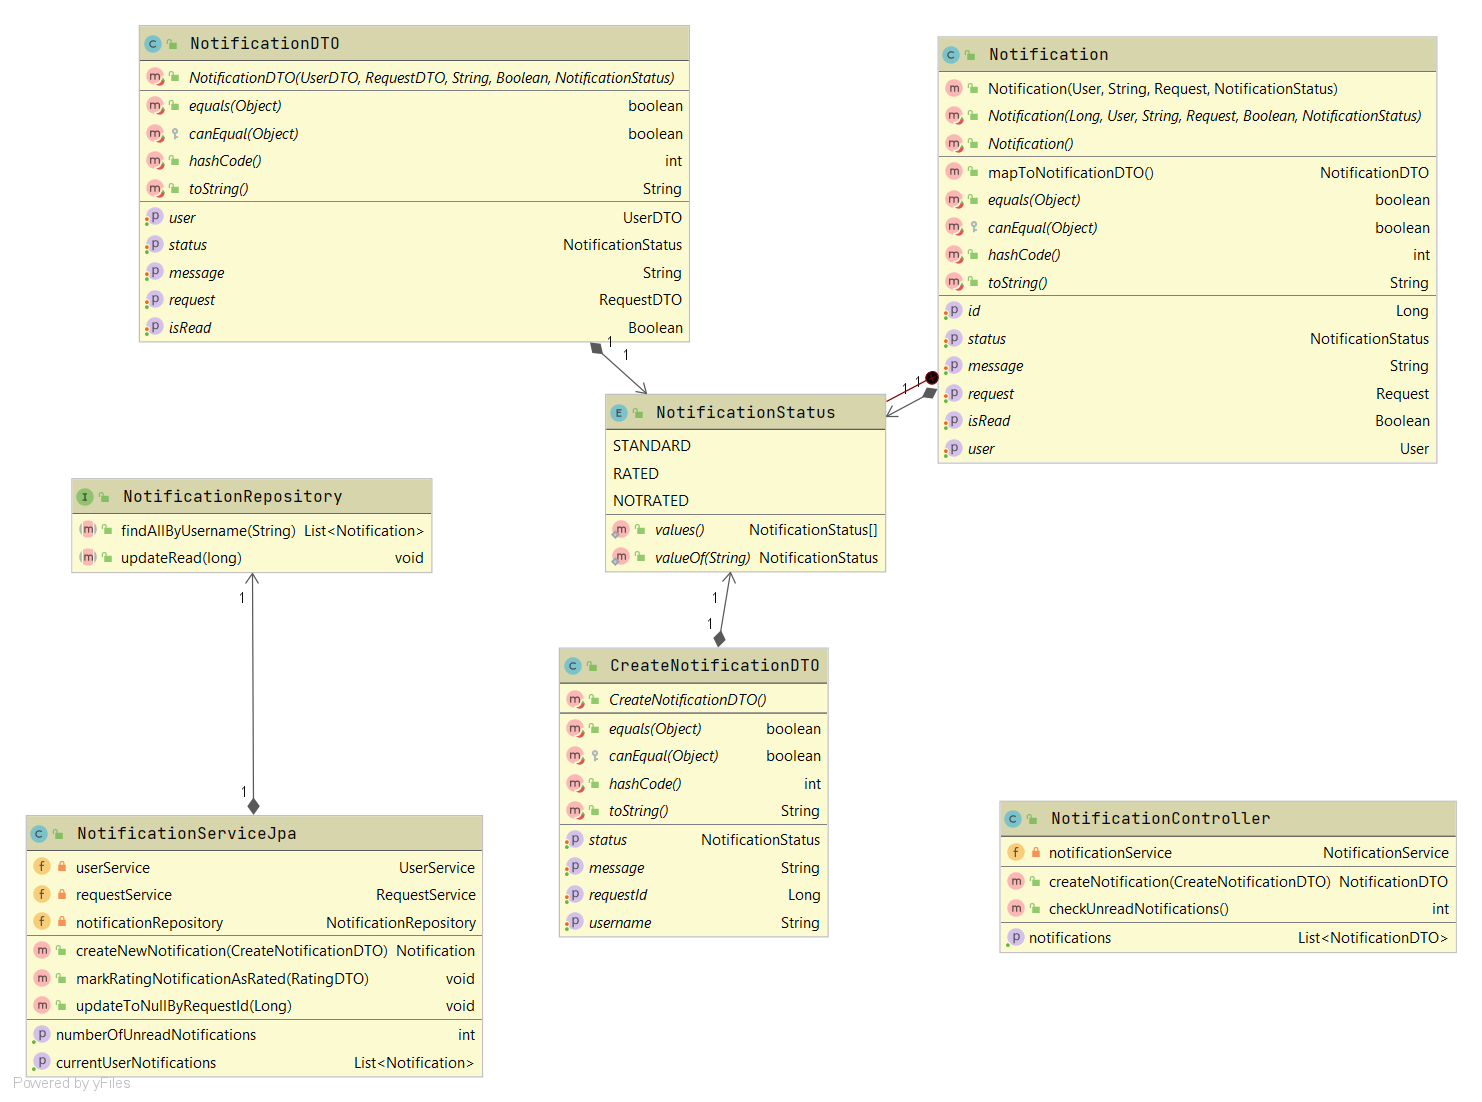 NotificationDTO
NotificationDTO(UserDTO, RequestDTO, String, Boolean, NotificationStatus)
equals(Object) boolean
canEqual(Object) boolean
hashCode() int
toString() String
user UserDTO
status NotificationStatus
message String
request RequestDTO
isRead Boolean
1
1
Notification
Notification(User, String, Request, NotificationStatus)
Notification(Long, User, String, Request, Boolean, NotificationStatus)
Notification()
mapToNotificationDTO() NotificationDTO
equals(Object) boolean
canEqual(Object) boolean
hashCode() int
toString() String
id Long
status NotificationStatus
message String
request Request
isRead Boolean
user User
1 1
NotificationStatus
STANDARD
RATED
NOTRATED
values() NotificationStatus[]
valueOf(String) NotificationStatus
1
1
NotificationRepository
findAllByUsername(String) List<Notification>
updateRead(long) void
1
1
CreateNotificationDTO
CreateNotificationDTO()
equals(Object) boolean
canEqual(Object) boolean
hashCode() int
toString() String
status NotificationStatus
message String
requestId Long
username String
NotificationServiceJpa
userService UserService
requestService RequestService
notificationRepository NotificationRepository
createNewNotification(CreateNotificationDTO) Notification
markRatingNotificationAsRated(RatingDTO) void
updateToNullByRequestId(Long) void
numberOfUnreadNotifications int
currentUserNotifications List<Notification>
NotificationController
notificationService NotificationService
createNotification(CreateNotificationDTO) NotificationDTO
checkUnreadNotifications() int
notifications List<NotificationDTO>
Powered by yFiles